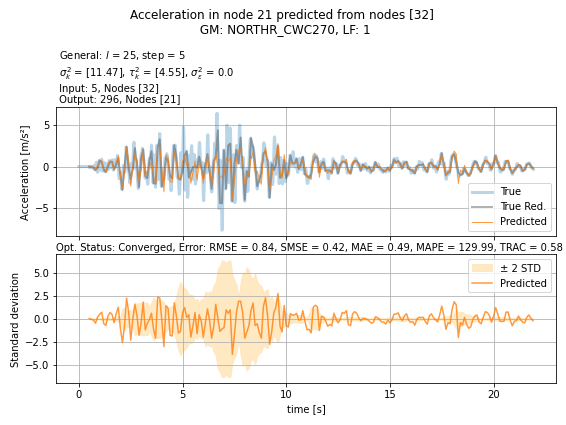 Acceleration in node 21 predicted from nodes [32]
GM: NORTHR_CWC270, LF: 1
General: l = 25, step = 5
σ²ₖ = [11.47], τ²ₖ = [4.55], σ²ε = 0.0
Input: 5, Nodes [32]
Output: 296, Nodes [21]
Acceleration [m/s²]
5
0
−5
True
True Red.
Predicted
Opt. Status: Converged, Error: RMSE = 0.84, SMSE = 0.42, MAE = 0.49, MAPE = 129.99, TRAC = 0.58
Standard deviation
5.0
2.5
0.0
−2.5
−5.0
± 2 STD
Predicted
0 5 10 15 20
time [s]